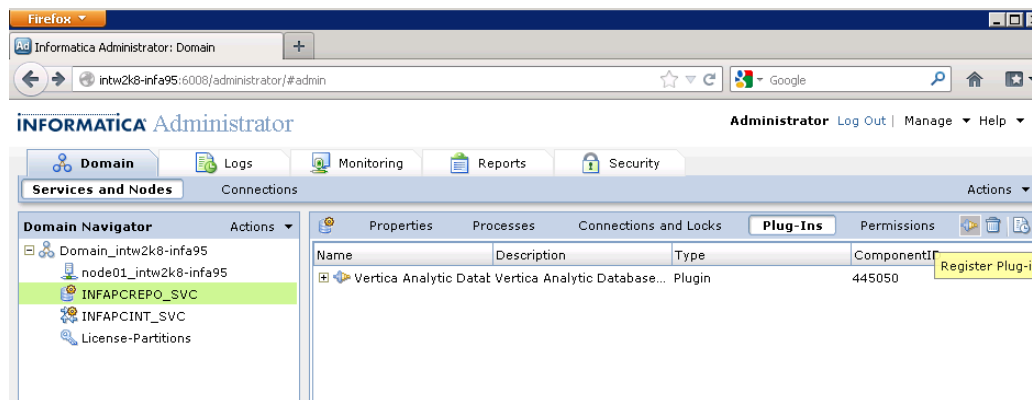 Firefox
Ad Informatica Administrator: Domain +
intw2k8-infa95:6008/administrator/#admin Google
INFORMATICA Administrator Administrator Log Out | Manage Help
Domain Logs Monitoring Reports Security
Services and Nodes Connections Actions
Domain Navigator Actions Properties Processes Connections and Locks Plug-Ins Permissions
Domain_intw2k8-infa95 Name Description Type ComponentID
Register Plug-i
node01_intw2k8-infa95 Vertica Analytic Datab Vertica Analytic Database... Plugin 445050
INFAPCREPO_SVC
INFAPCINT_SVC
License-Partitions